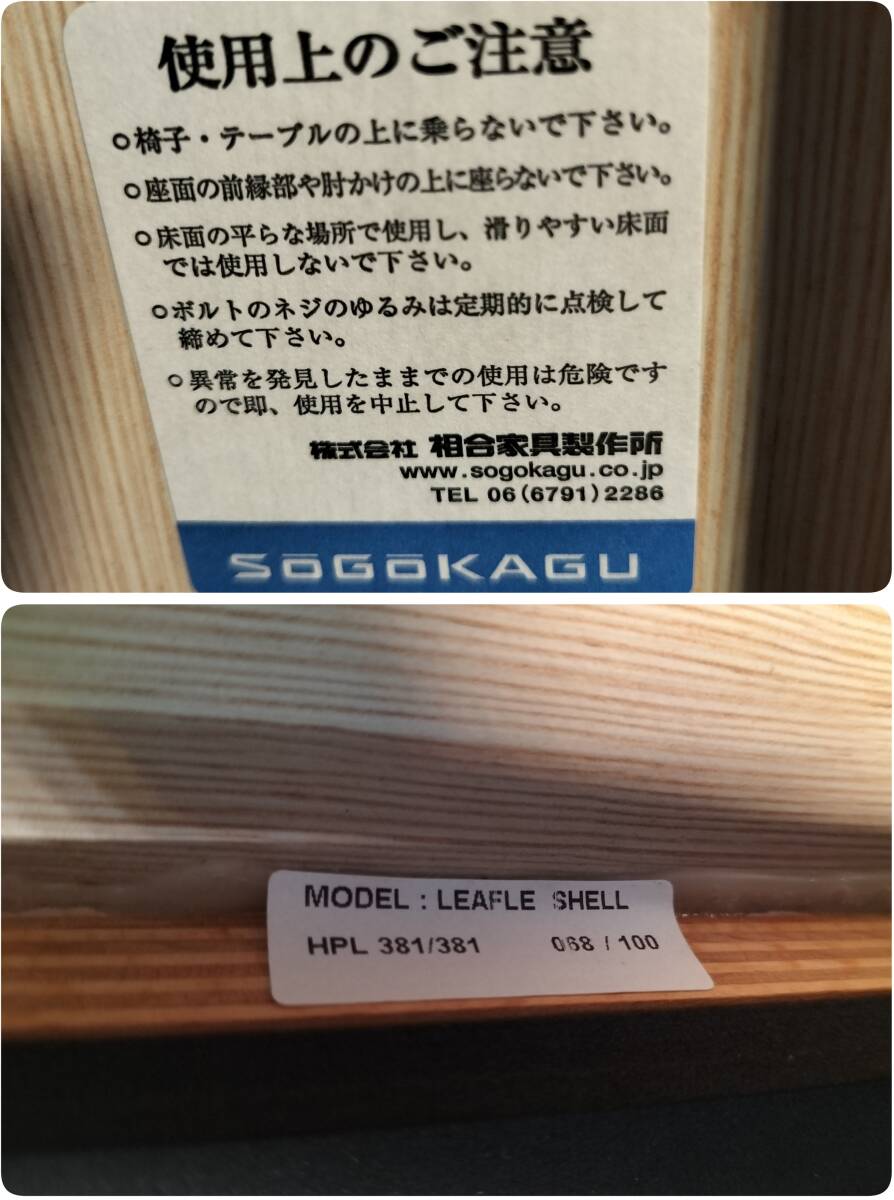 使用上のご注意
○椅子・テーブルの上に乗らないで下さい。
○座面の前縁部や肘かけの上に座らないで下さい。
○床面の平らな場所で使用し、滑りやすい床面
では使用しないで下さい。
○ボルトのネジのゆるみは定期的に点検して
締めて下さい。
○異常を発見したままでの使用は危険です
ので即、使用を中止して下さい。
株式会社 相合家具製作所
www.sogokagu.co.jp
TEL 06(6791)2286
SōGōKAGU
MODEL : LEAFLE SHELL
HPL 381/381 068 / 100